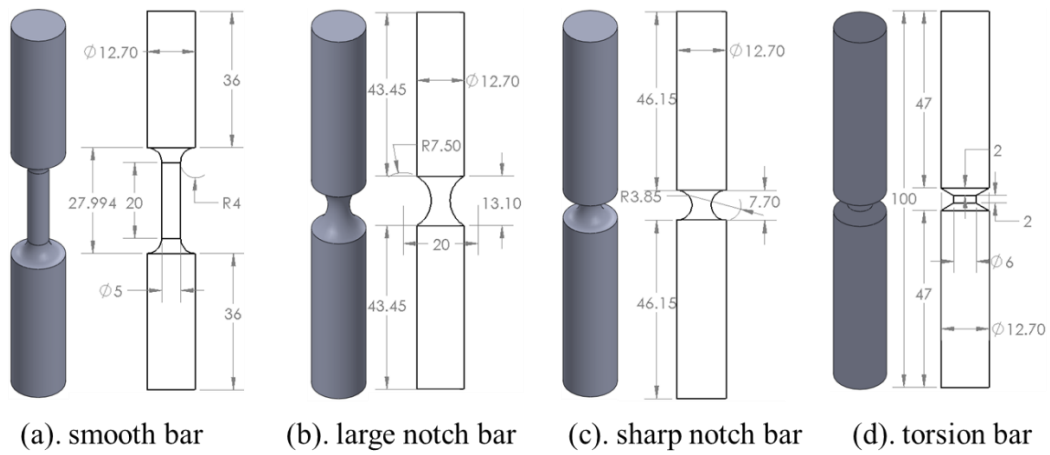 Ø12.70
36
27.994
20
R4
Ø5
36
(a). smooth bar
43.45
Ø12.70
R7.50
13.10
20
43.45
(b). large notch bar
Ø12.70
46.15
R3.85
7.70
46.15
(c). sharp notch bar
47
2
100
2
Ø6
47
Ø12.70
(d). torsion bar